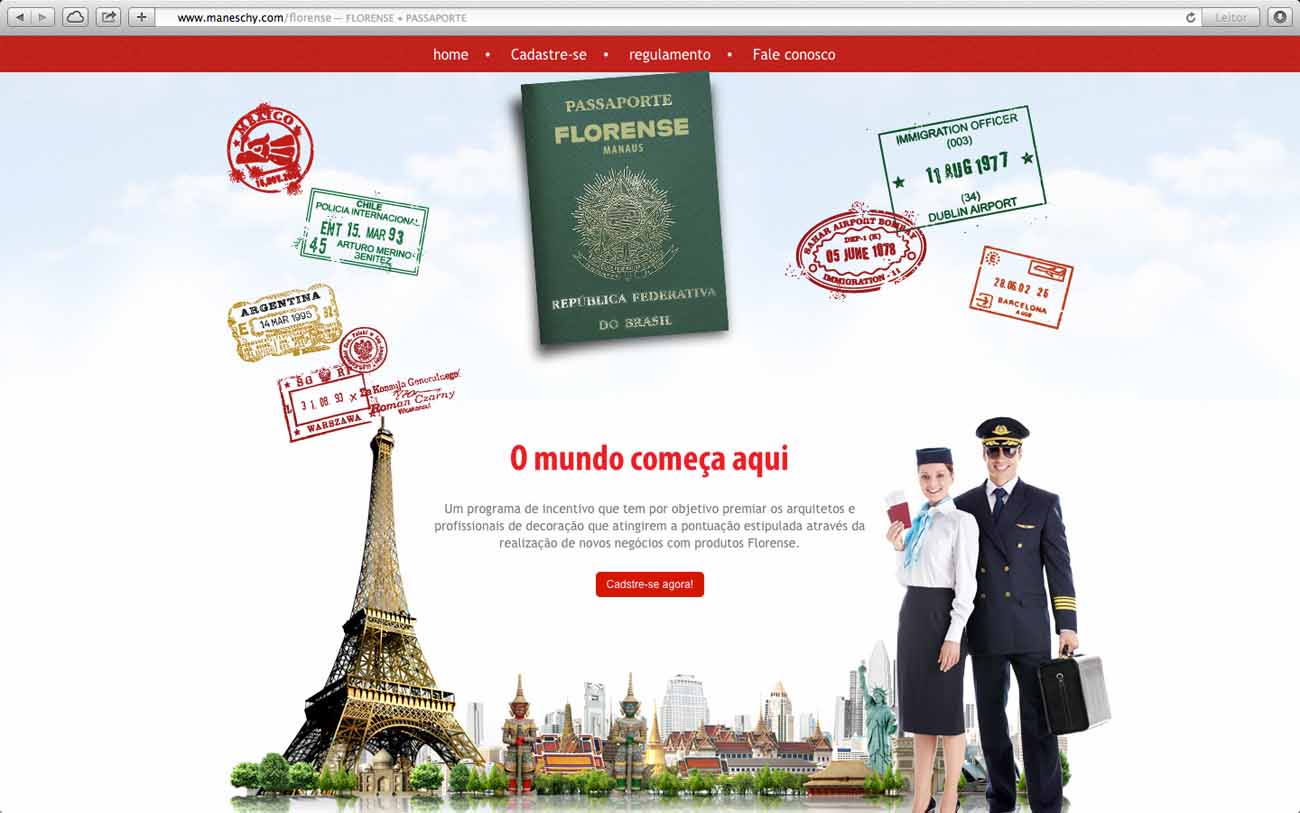 www.maneschy.com/florense — FLORENSE • PASSAPORTE
Leitor
home • Cadastre-se • regulamento • Fale conosco
PASSAPORTE
FLORENSE
MANAUS
REPÚBLICA FEDERATIVA
DO BRASIL
MEXICO
CHILE
POLICIA INTERNACIONAL
ENT 15. MAR 93
45 ARTURO MERINO
BENITEZ
ARGENTINA
E 14 MAR 1995
SG RP
31. 08. 93
WARSZAWA
Za Konsula Generalnego
Roman Czarny
IMMIGRATION OFFICER
(003)
11 AUG 1977
(34)
DUBLIN AIRPORT
SAHAR AIRPORT BOMBAY
05 JUNE 1978
IMMIGRATION - 11
28.06.02 26
BARCELONA
O mundo começa aqui
Um programa de incentivo que tem por objetivo premiar os arquitetos e
profissionais de decoração que atingirem a pontuação estipulada através da
realização de novos negócios com produtos Florense.
Cadstre-se agora!